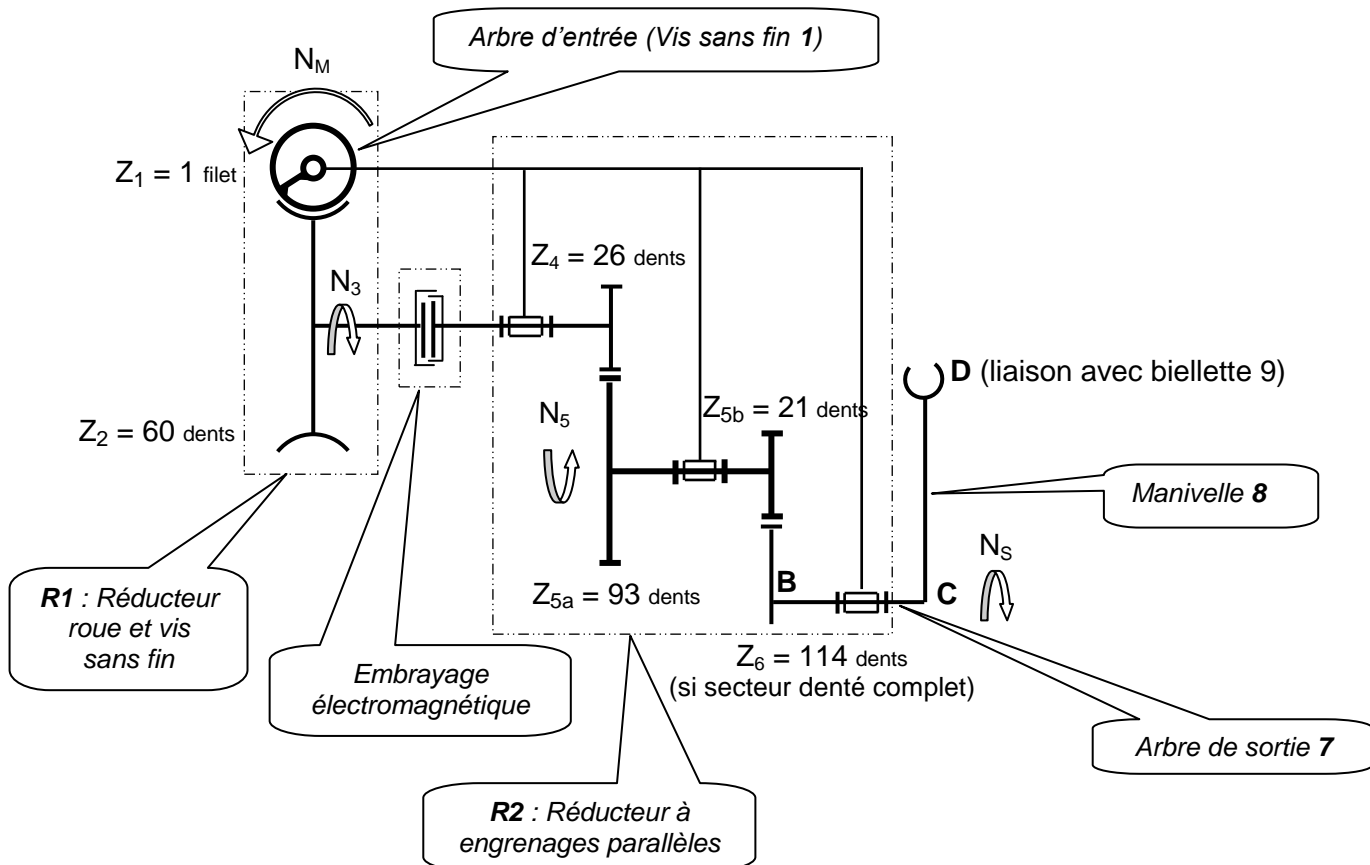 Arbre d'entrée (Vis sans fin 1)
N_M
Z_1 = 1 filet
Z_4 = 26 dents
N_3
D (liaison avec biellette 9)
Z_5b = 21 dents
N_5
Z_2 = 60 dents
Manivelle 8
N_S
B
C
Z_5a = 93 dents
R1 : Réducteur
roue et vis
sans fin
Embrayage
électromagnétique
Z_6 = 114 dents
(si secteur denté complet)
Arbre de sortie 7
R2 : Réducteur à
engrenages parallèles